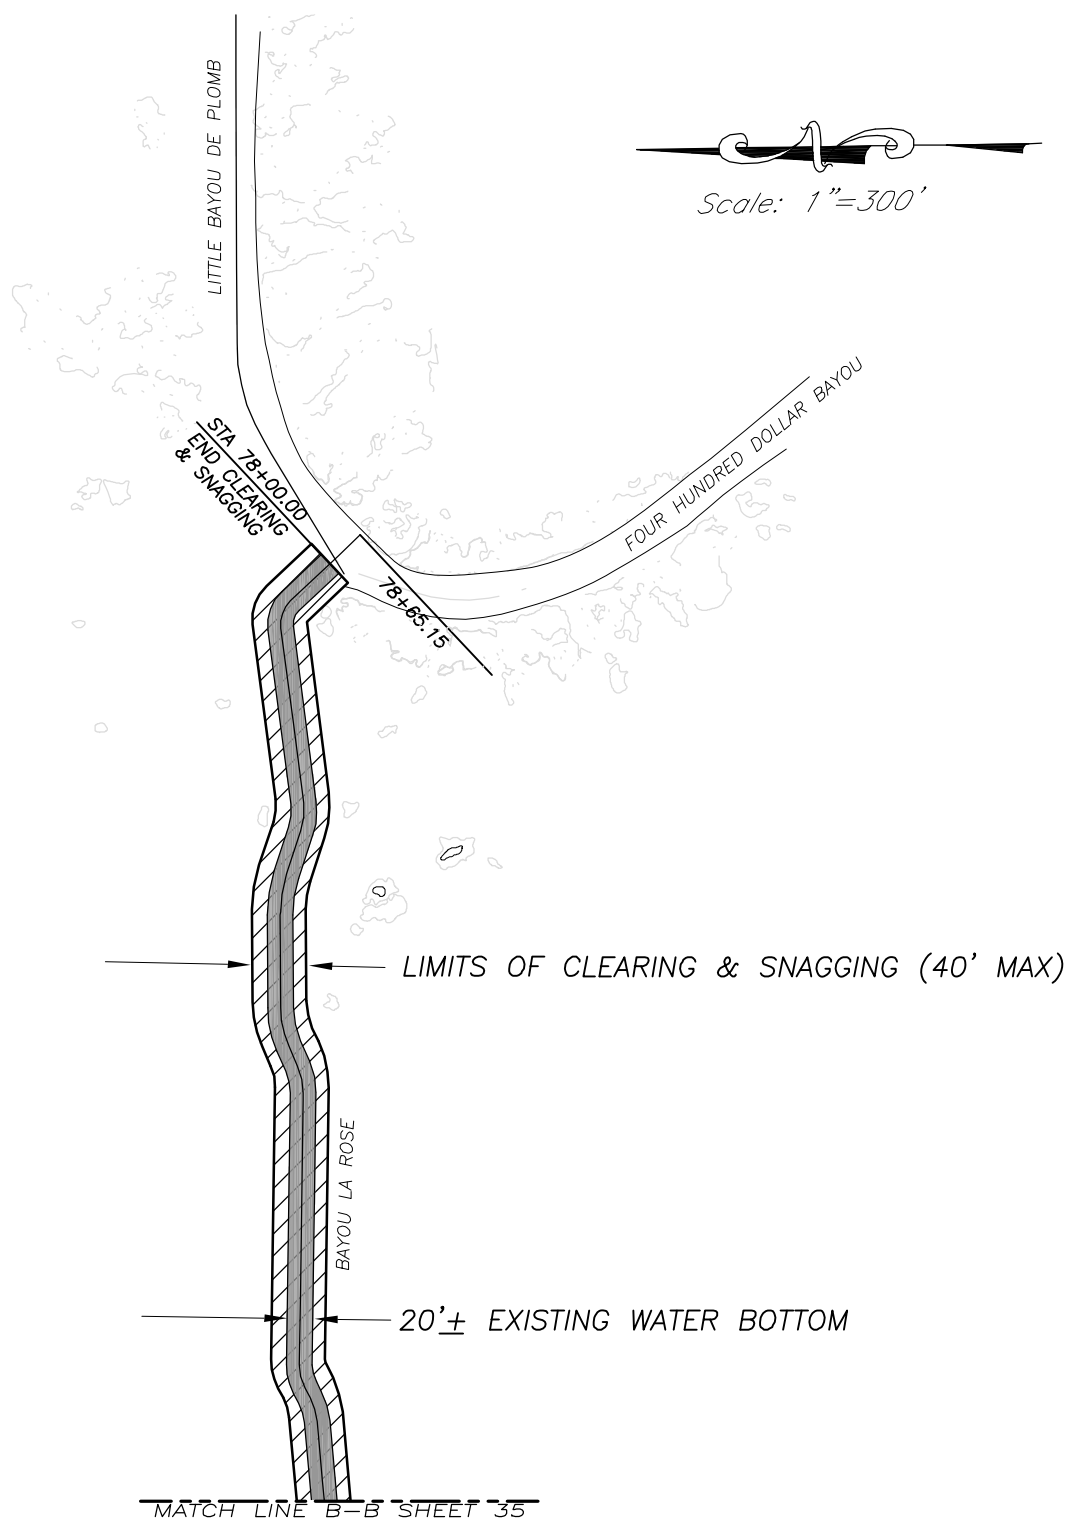 LITTLE BAYOU DE PLOMB
N
Scale: 1"=300'
FOUR HUNDRED DOLLAR BAYOU
STA 78+00.00
END CLEARING
& SNAGGING
78+65.15
LIMITS OF CLEARING & SNAGGING (40' MAX)
BAYOU LA ROSE
20'± EXISTING WATER BOTTOM
MATCH LINE B-B SHEET 35